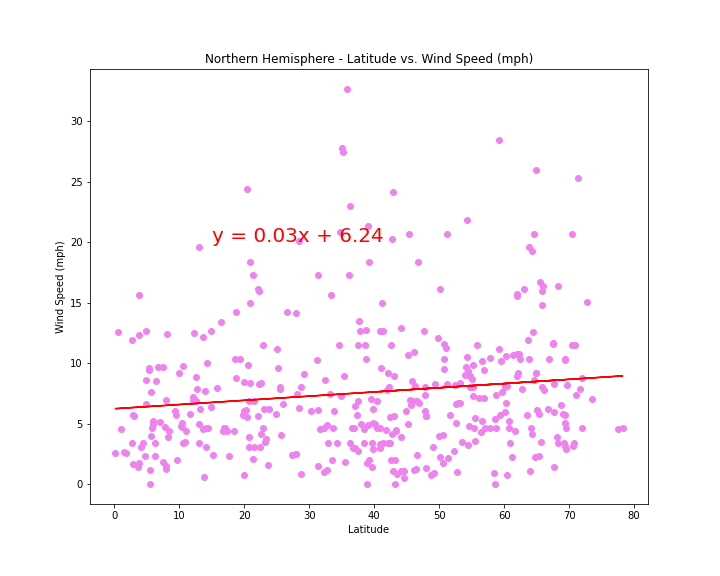 Northern Hemisphere - Latitude vs. Wind Speed (mph)
30
25
20
15
10
5
0
Wind Speed (mph)
y = 0.03x + 6.24
0 10 20 30 40 50 60 70 80
Latitude